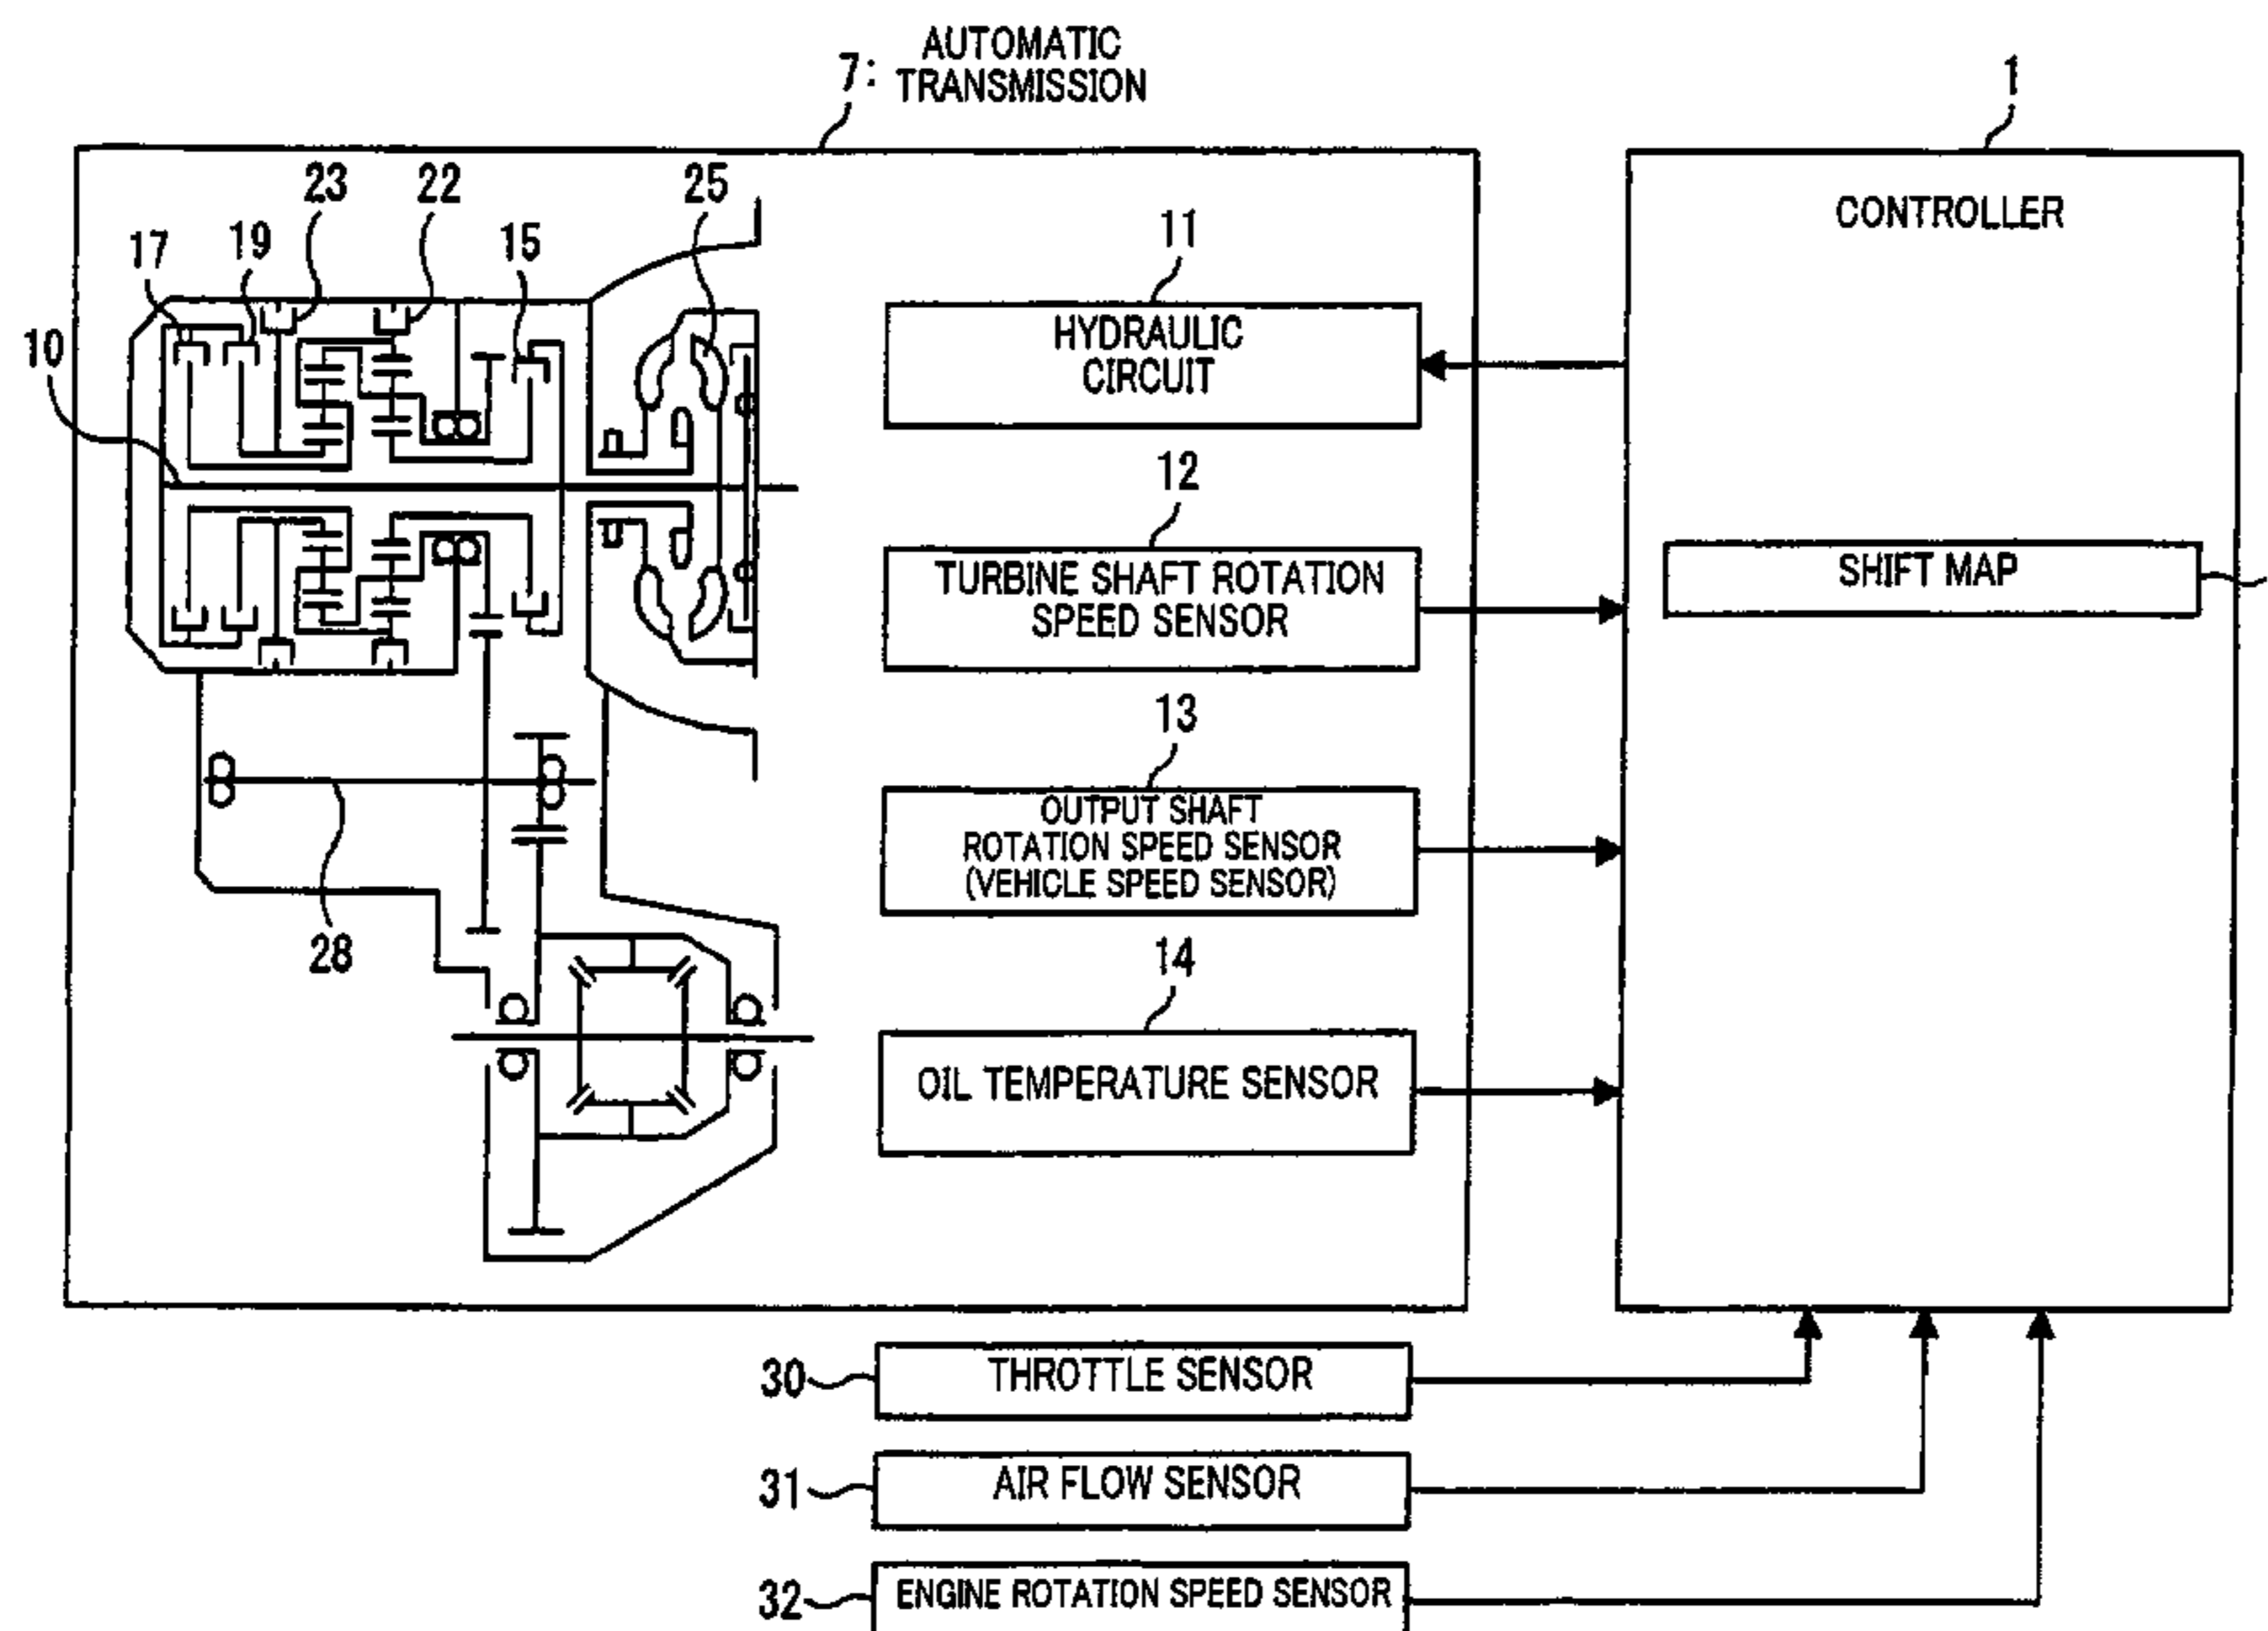 AUTOMATIC
7: TRANSMISSION
1
23
22
25
CONTROLLER
17
19
15
11
10
HYDRAULIC
CIRCUIT
12
TURBINE SHAFT ROTATION
SPEED SENSOR
SHIFT MAP
13
OUTPUT SHAFT
ROTATION SPEED SENSOR
(VEHICLE SPEED SENSOR)
28
14
OIL TEMPERATURE SENSOR
30
THROTTLE SENSOR
31
AIR FLOW SENSOR
32
ENGINE ROTATION SPEED SENSOR